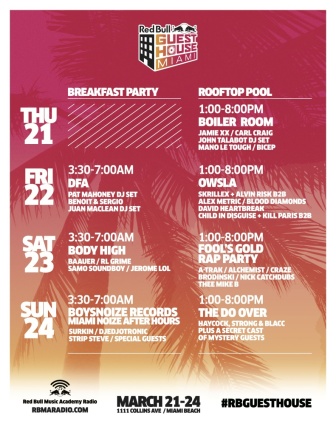 Red Bull
GUEST
HOUSE
MIAMI
BREAKFAST PARTY
ROOFTOP POOL
THU
21
1:00-8:00PM
BOILER ROOM
JAMIE XX / CARL CRAIG
JOHN TALABOT DJ SET
MANO LE TOUGH / BICEP
FRI
22
3:30-7:00AM
DFA
PAT MAHONEY DJ SET
BENOIT & SERGIO
JUAN MACLEAN DJ SET
1:00-8:00PM
OWSLA
SKRILLEX + ALVIN RISK B2B
ALEX METRIC / BLOOD DIAMONDS
DAVID HEARTBREAK
CHILD IN DISGUISE + KILL PARIS B2B
SAT
23
3:30-7:00AM
BODY HIGH
BAAUER / RL GRIME
SAMO SOUNDBOY / JEROME LOL
1:00-8:00PM
FOOL'S GOLD
RAP PARTY
A-TRAK / ALCHEMIST / CRAZE
BRODINSKI / NICK CATCHDUBS
THEE MIKE B
SUN
24
3:30-7:00AM
BOYSNOIZE RECORDS
MIAMI NOIZE AFTER HOURS
SURKIN / DJEDJOTRONIC
STRIP STEVE / SPECIAL GUESTS
1:00-8:00PM
THE DO OVER
HAYCOCK, STRONG & BLACC
PLUS A SECRET CAST
OF MYSTERY GUESTS
Red Bull Music Academy Radio
RBMARADIO.COM
MARCH 21-24
1111 COLLINS AVE / MIAMI BEACH
#RBGUESTHOUSE